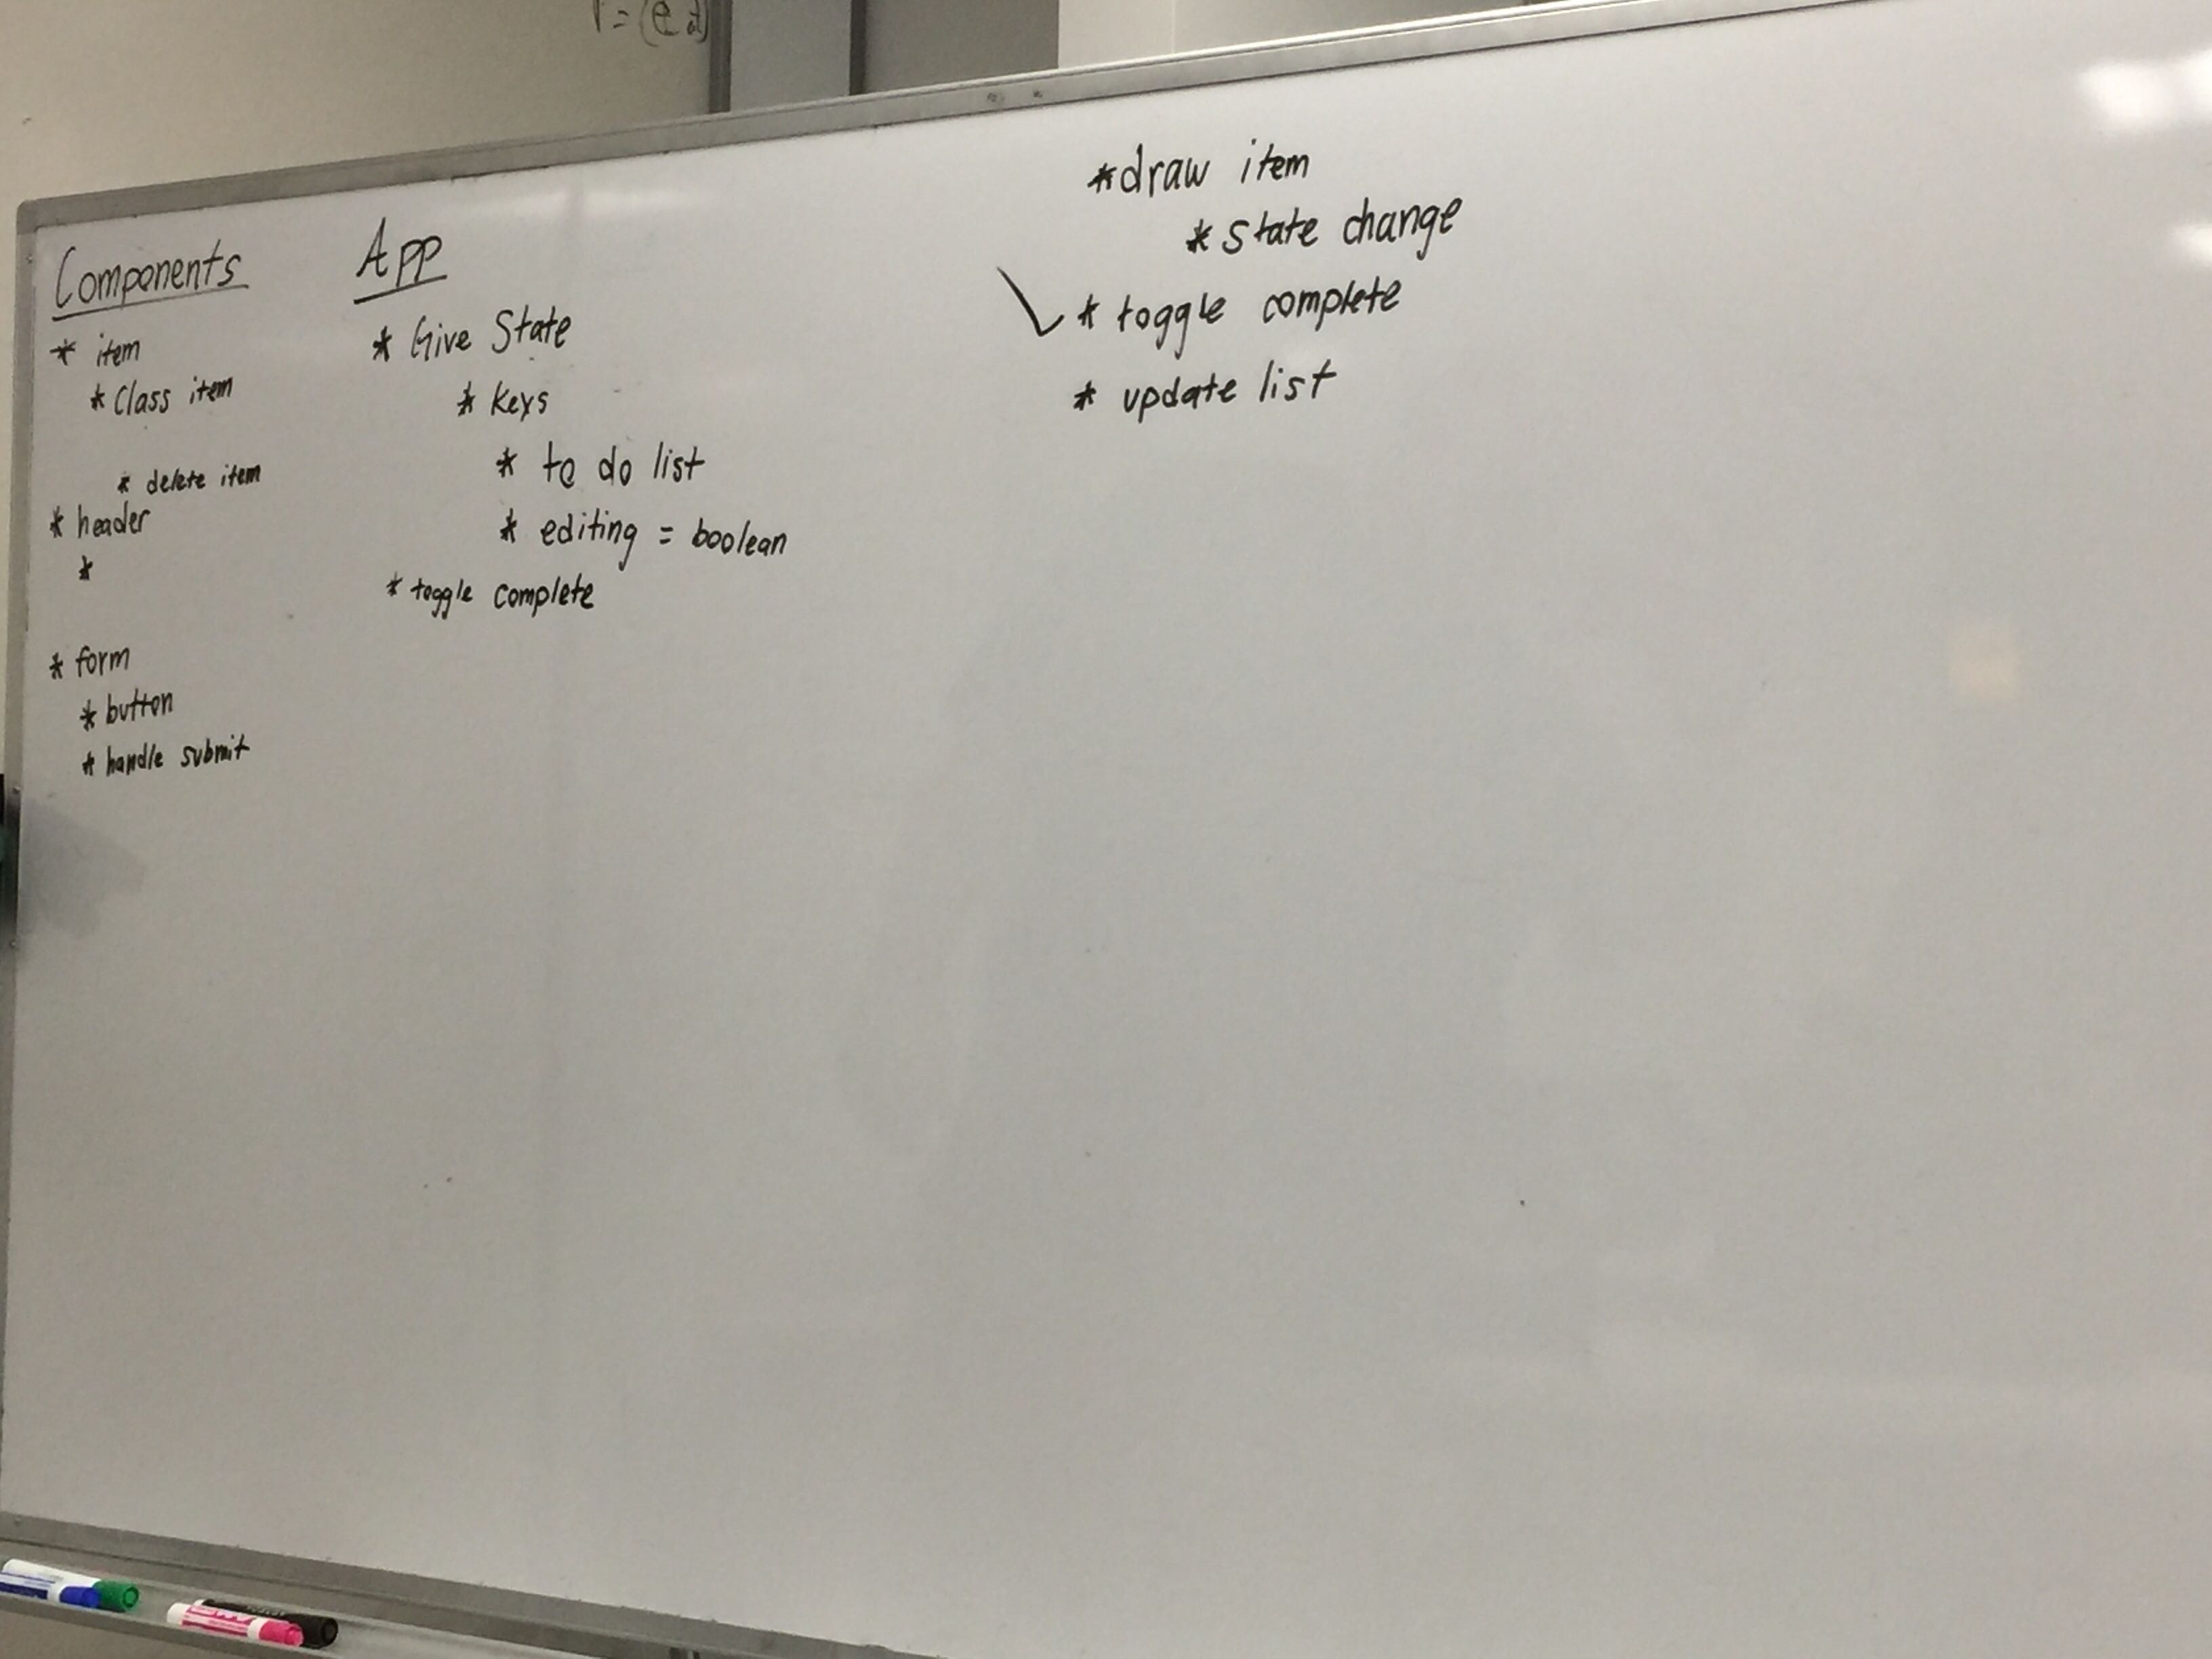 Components
* item
* Class item
* delete item
* header
*
* form
* button
* handle submit
App
* Give State
* Keys
* to do list
* editing = boolean
* toggle complete
* draw item
* State change
* toggle complete
* update list